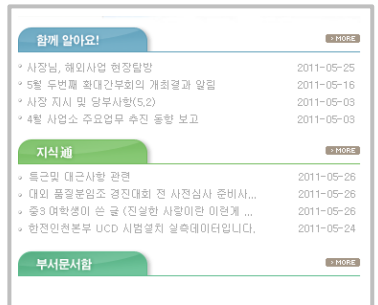 함께 알아요!
MORE
사장님, 해외사업 현장탐방 2011-05-25
5월 두번째 확대간부회의 개최결과 알림 2011-05-16
사장 지시 및 당부사항(5.2) 2011-05-03
4월 사업소 주요업무 추진 동향 보고 2011-05-03
지식 通
MORE
특근및 대근사항 관련 2011-05-26
대외 품질분임조 경진대회 전 사전심사 준비사... 2011-05-26
중3 여학생이 쓴 글 (진실한 사랑이란 이런게 ... 2011-05-26
한전인천본부 UCD 시범설치 실측데이터입니다. 2011-05-24
부서문서함
MORE